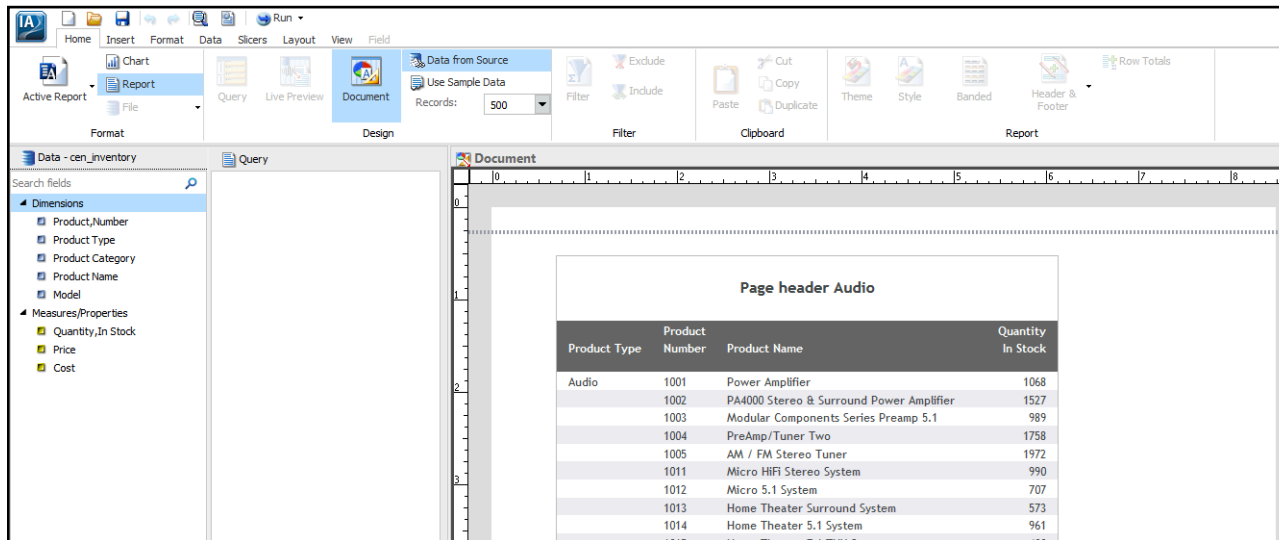 IA
Run
Home Insert Format Data Slicers Layout View Field
Active Report
Chart
Report
File
Format
Query
Live Preview
Document
Data from Source
Use Sample Data
Records: 500
Design
Filter
Exclude
Include
Filter
Paste
Cut
Copy
Duplicate
Clipboard
Theme
Style
Banded
Header &
Footer
Row Totals
Report
Data - cen_inventory
Search fields
Dimensions
Product,Number
Product Type
Product Category
Product Name
Model
Measures/Properties
Quantity,In Stock
Price
Cost
Query
Document
0 1 2 3 4 5 6 7 8
0
1
2
3
Page header Audio
Product Quantity
Product Type Number Product Name In Stock
Audio 1001 Power Amplifier 1068
1002 PA4000 Stereo & Surround Power Amplifier 1527
1003 Modular Components Series Preamp 5.1 989
1004 PreAmp/Tuner Two 1758
1005 AM / FM Stereo Tuner 1972
1011 Micro HiFi Stereo System 990
1012 Micro 5.1 System 707
1013 Home Theater Surround System 573
1014 Home Theater 5.1 System 961